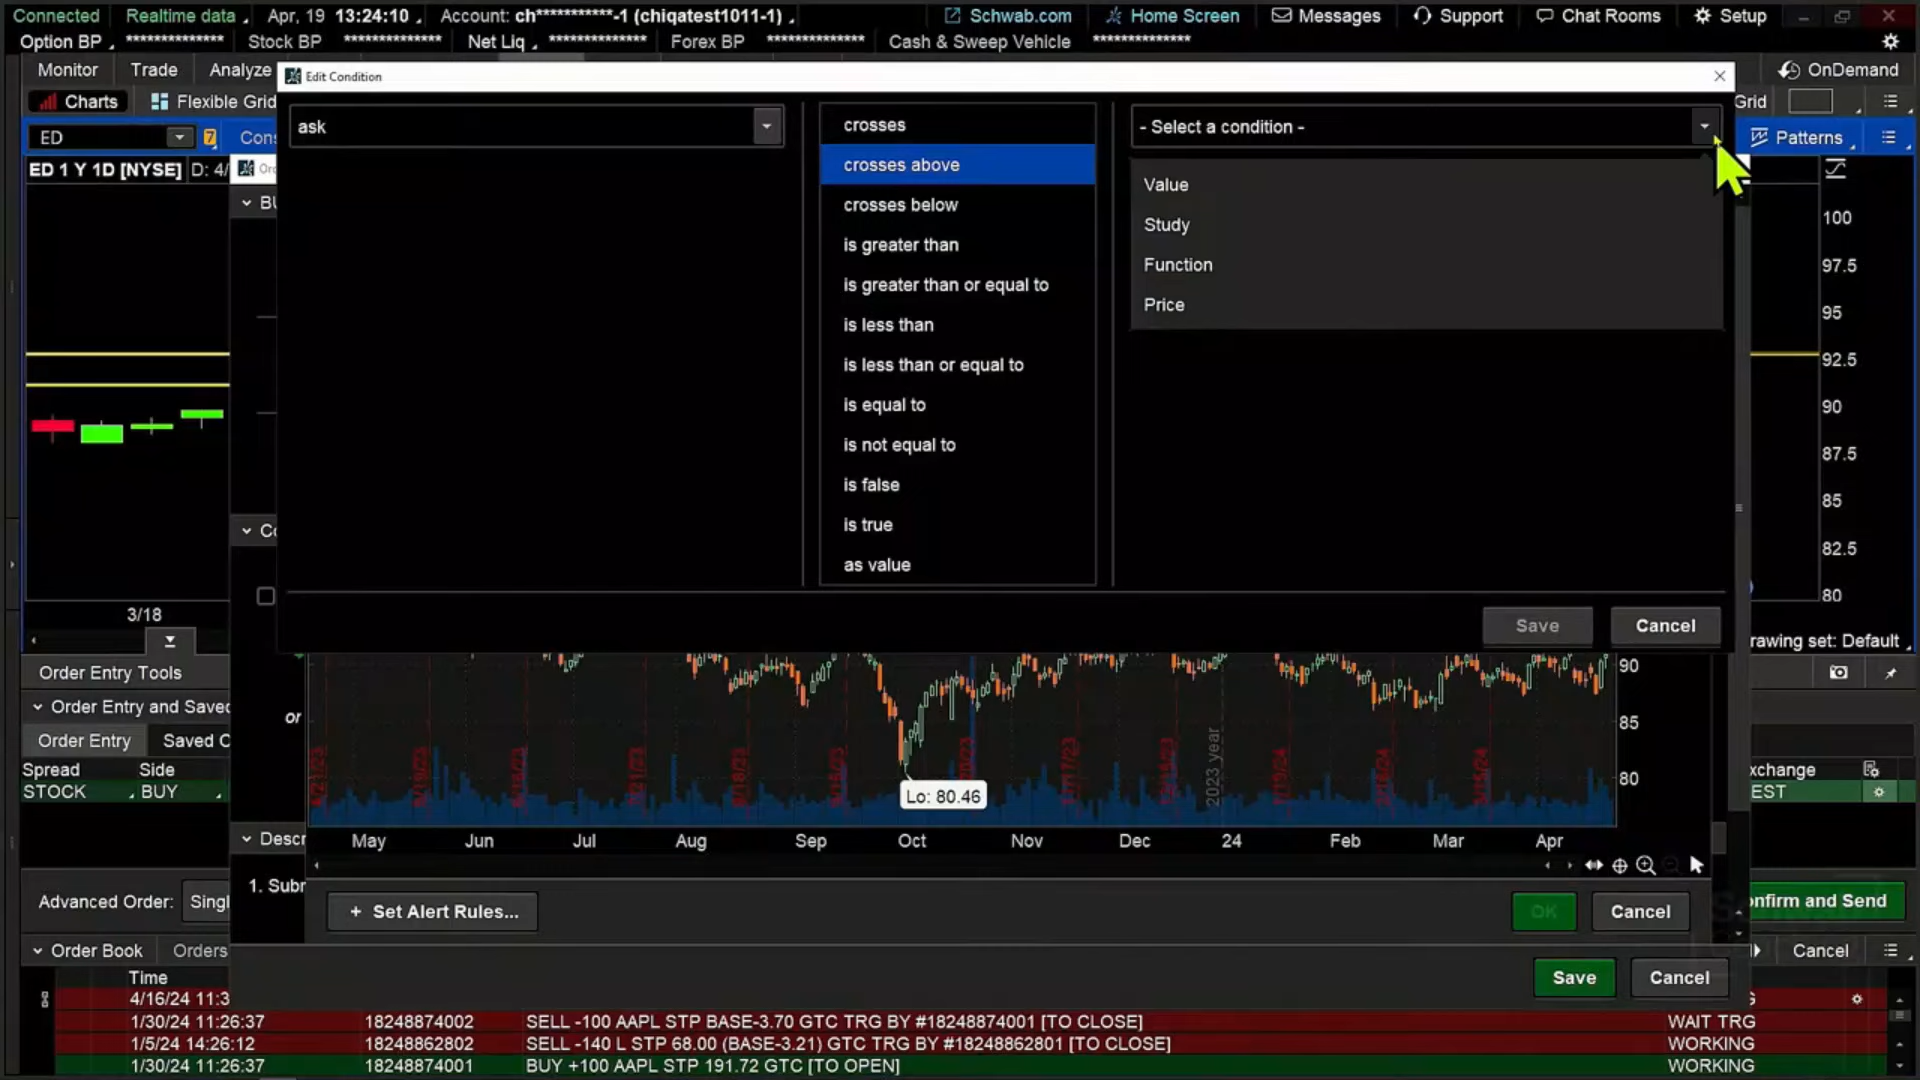 Connected Realtime data Apr, 19 13:24:10 Account: ch***********-1 (chiqatest1011-1) Schwab.com Home Screen Messages Support Chat Rooms Setup
Option BP ************** Stock BP ************** Net Liq ************** Forex BP ************** Cash & Sweep Vehicle **************
Monitor Trade Analyze Edit Condition OnDemand
Charts Flexible Grid Grid
ED 7 Cons Patterns
ask crosses - Select a condition -
ED 1 Y 1D [NYSE] D: 4/
crosses above
Value
BU
crosses below
Study
100
is greater than
Function
97.5
is greater than or equal to
Price
95
is less than
92.5
is less than or equal to
90
is equal to
is not equal to
87.5
is false
85
is true
Co
82.5
as value
80
3/18
Save Cancel
rawing set: Default
Order Entry Tools
90
Order Entry and Saved
or 85
Order Entry Saved O
Spread Side xchange
80
STOCK BUY EST
2023 year
Lo: 80.46
Descr May Jun Jul Aug Sep Oct Nov Dec 24 Feb Mar Apr
1. Subr
Advanced Order: Singl + Set Alert Rules... OK Cancel onfirm and Send
Order Book Orders Cancel
Time Save Cancel
4/16/24 11:3
1/30/24 11:26:37 18248874002 SELL -100 AAPL STP BASE-3.70 GTC TRG BY #18248874001 [TO CLOSE] WAIT TRG
1/5/24 14:26:12 18248862802 SELL -140 L STP 68.00 (BASE-3.21) GTC TRG BY #18248862801 [TO CLOSE] WORKING
1/30/24 11:26:37 18248874001 BUY +100 AAPL STP 191.72 GTC [TO OPEN] WORKING